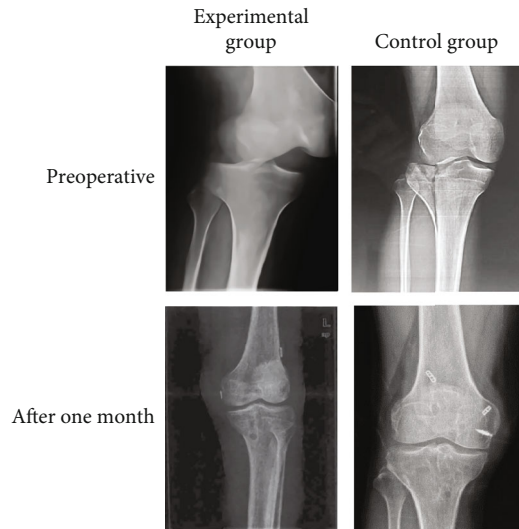 Experimental
group
Control group
Preoperative
After one month